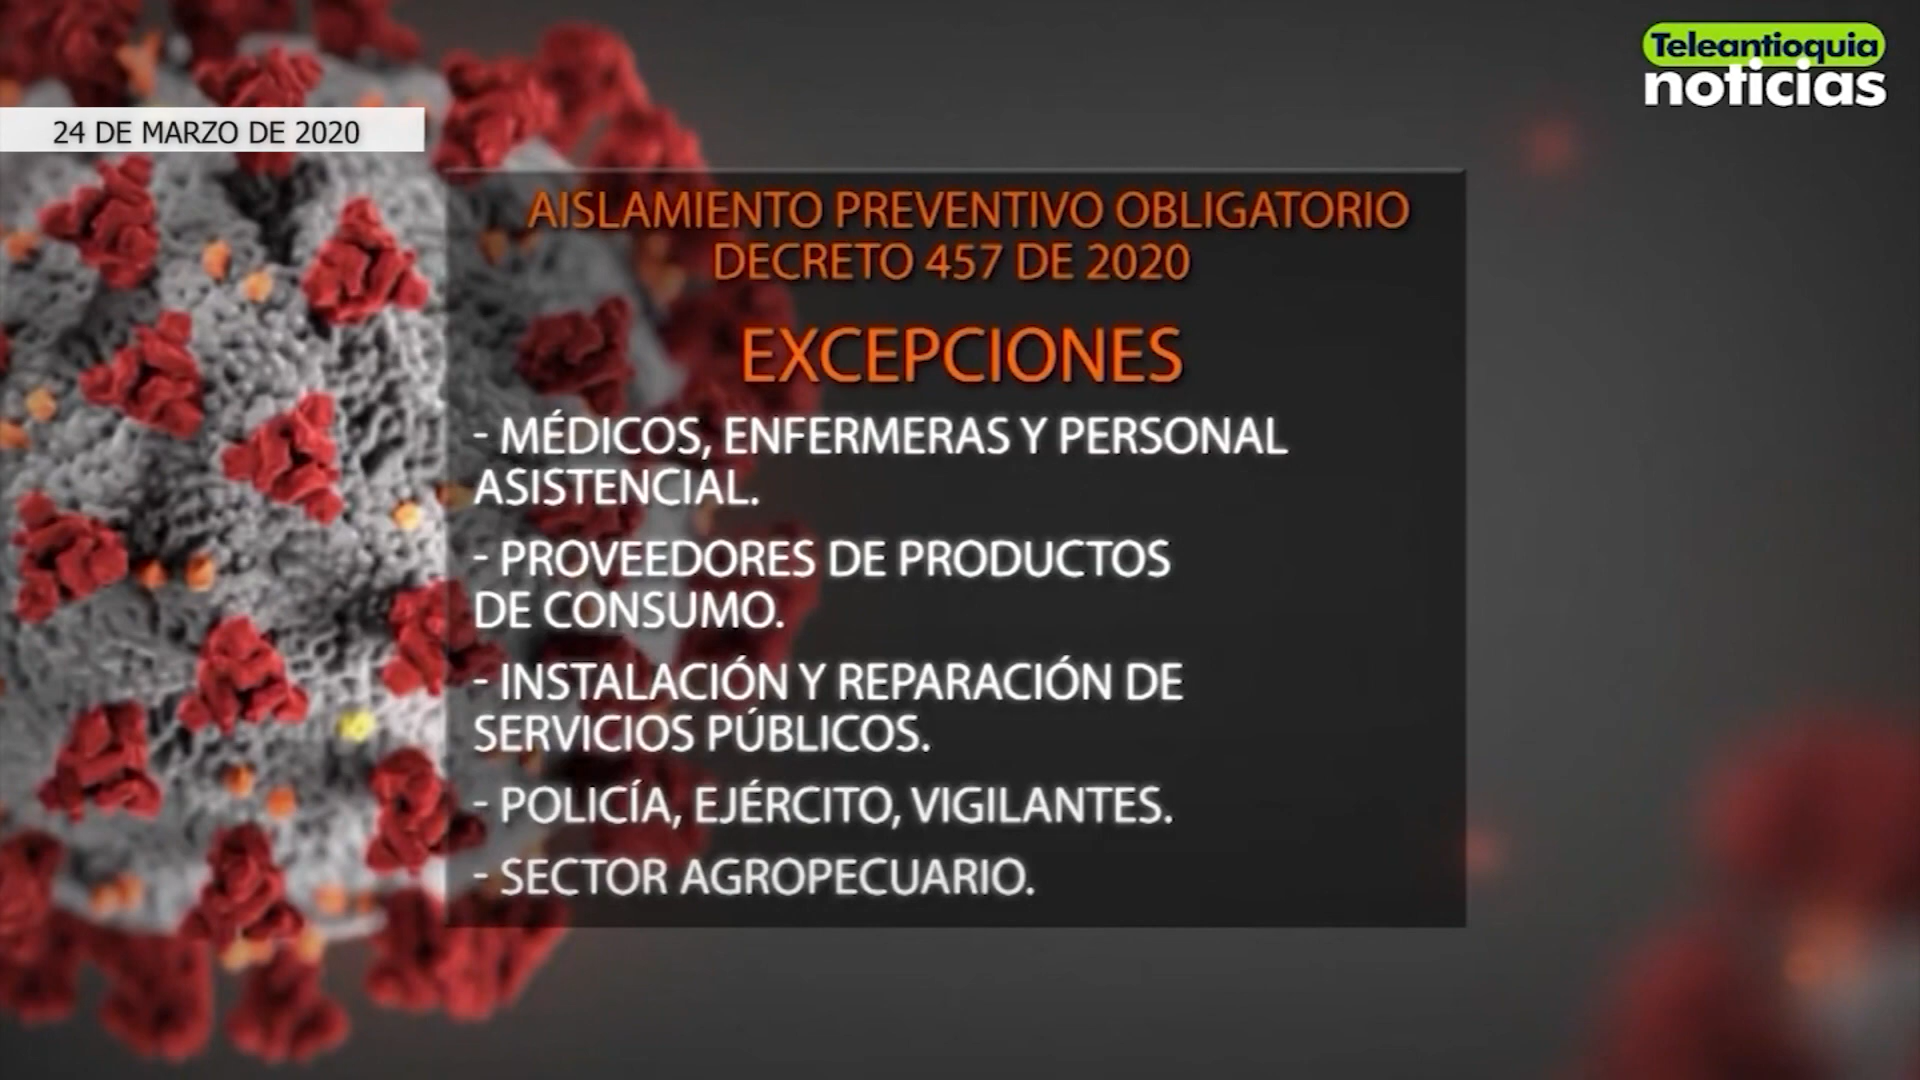 Teleantioquia
noticias
24 DE MARZO DE 2020
AISLAMIENTO PREVENTIVO OBLIGATORIO
DECRETO 457 DE 2020
EXCEPCIONES
- MÉDICOS, ENFERMERAS Y PERSONAL
ASISTENCIAL.
- PROVEEDORES DE PRODUCTOS
DE CONSUMO.
- INSTALACIÓN Y REPARACIÓN DE
SERVICIOS PÚBLICOS.
- POLICÍA, EJÉRCITO, VIGILANTES.
- SECTOR AGROPECUARIO.